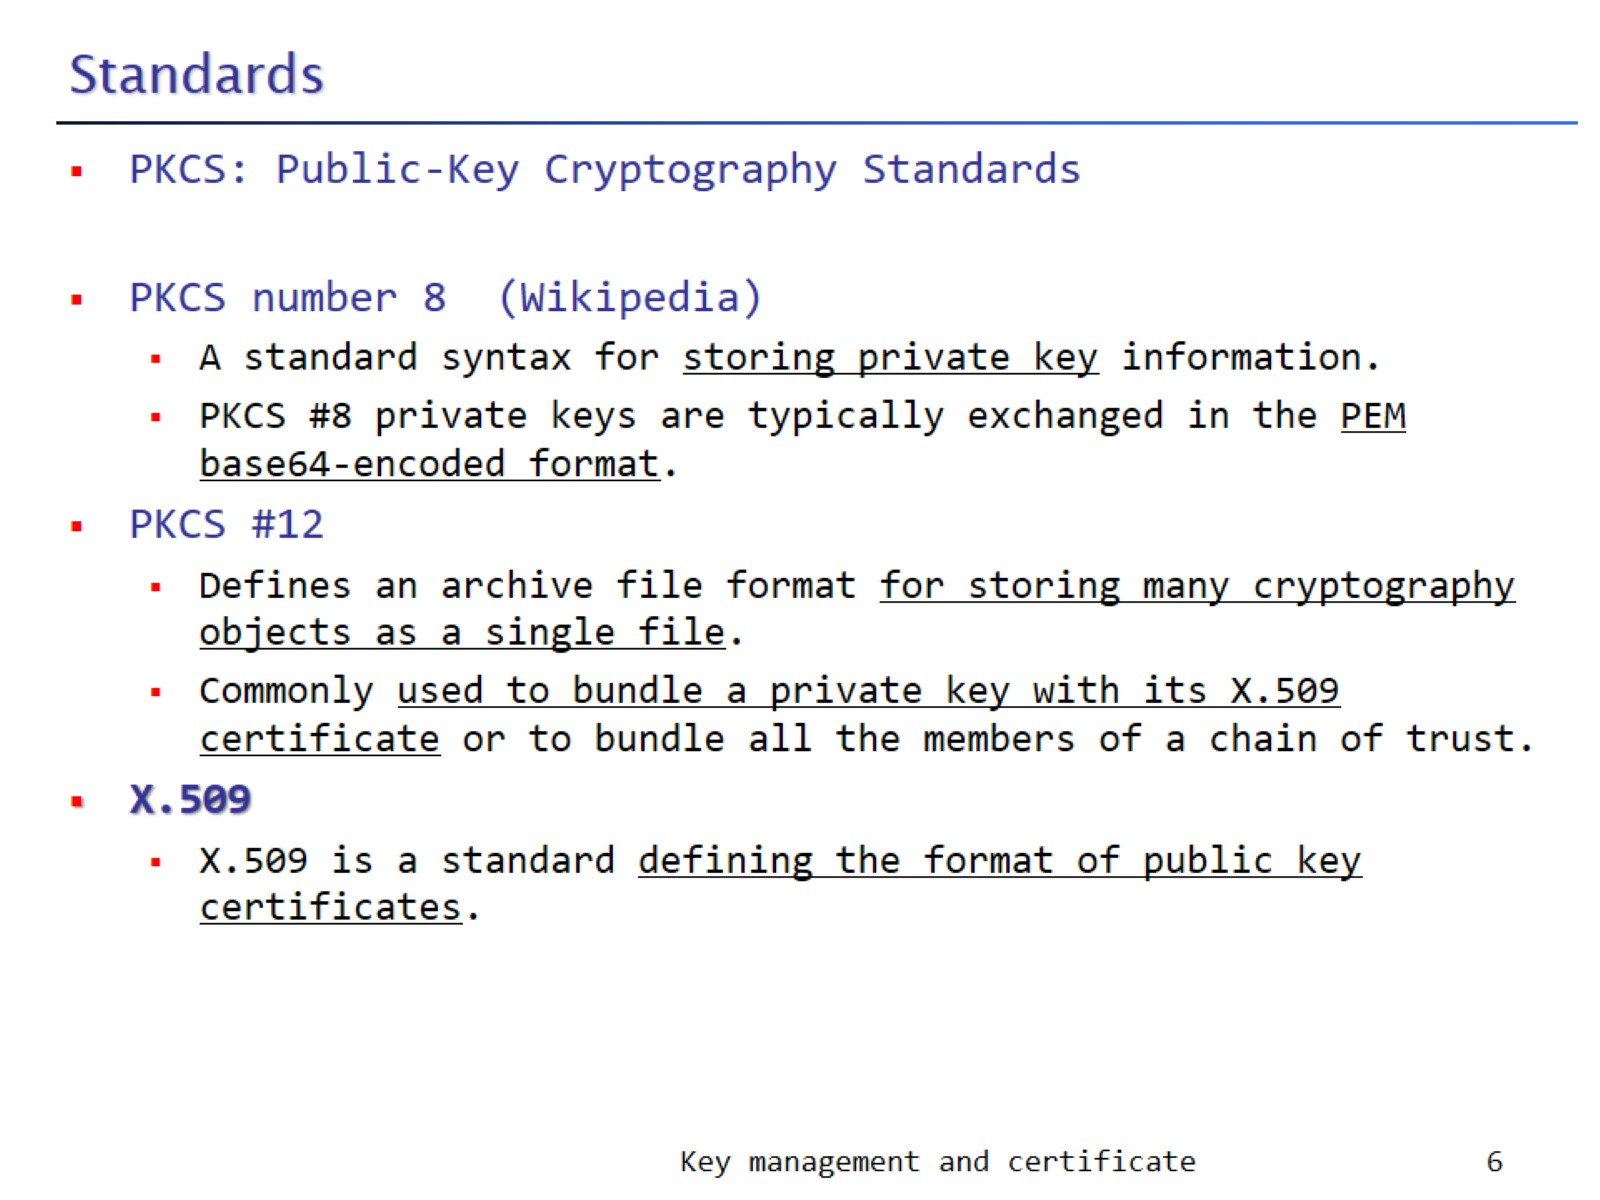 Standards
PKCS: Public-Key Cryptography Standards
PKCS number 8  (Wikipedia)
A standard syntax for storing private key information.
PKCS #8 private keys are typically exchanged in the PEM
base64-encoded format.
PKCS #12
Defines an archive file format for storing many cryptography
objects as a single file.
Commonly used to bundle a private key with its X.509
certificate or to bundle all the members of a chain of trust.
X.509
X.509 is a standard defining the format of public key
certificates.
Key management and certificate
6